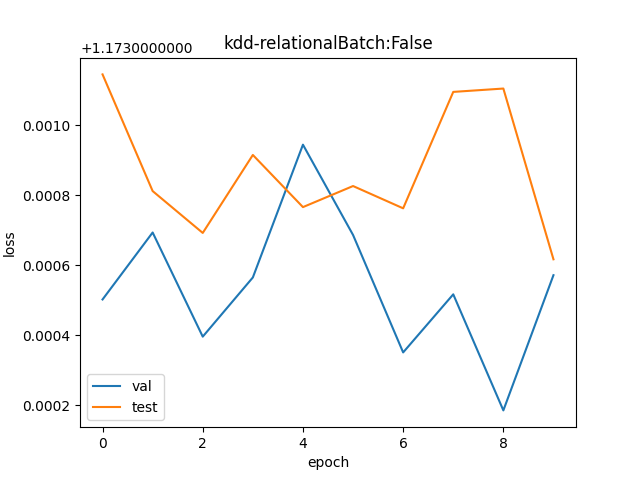 kdd-relationalBatch:False
+1.1730000000
0.0010
0.0008
0.0006
0.0004
0.0002
loss
val
test
0 2 4 6 8
epoch